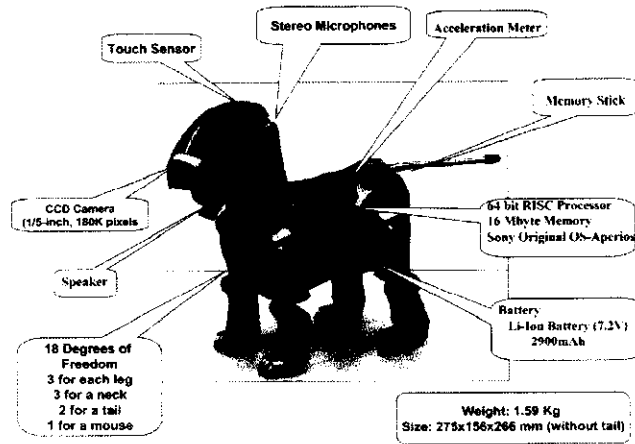 Stereo Microphones
Acceleration Meter
Touch Sensor
Memory Stick
CCD Camera
(1/5-inch, 180K pixels
64 bit RISC Processor
16 Mbyte Memory
Sony Original OS-Aperios
Speaker
Battery
Li-Ion Battery (7.2V)
2900mAh
18 Degrees of
Freedom
3 for each leg
3 for a neck
2 for a tail
1 for a mouse
Weight: 1.59 Kg
Size: 275x156x266 mm (without tail)